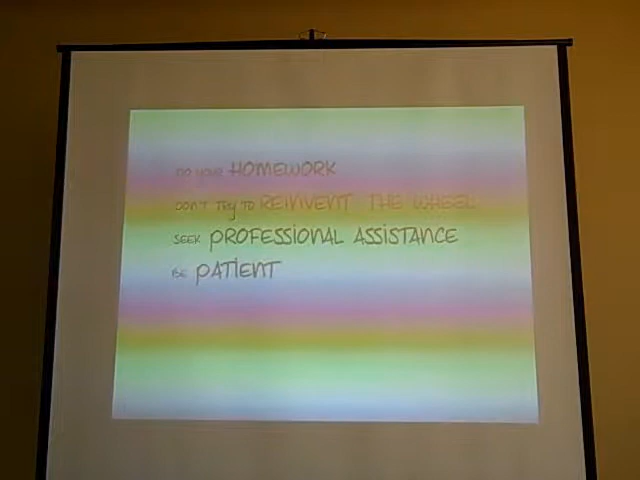 DO YOUR HOMEWORK
DON'T TRY TO REINVENT THE WHEEL
SEEK PROFESSIONAL ASSISTANCE
BE PATIENT